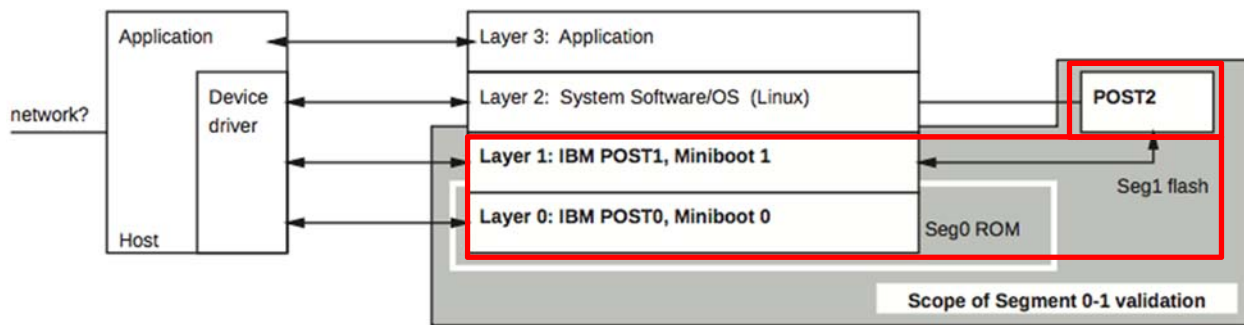 Application
Layer 3: Application
network?
Device
driver
Layer 2: System Software/OS (Linux)
POST2
Layer 1: IBM POST1, Miniboot 1
Seg1 flash
Host
Layer 0: IBM POST0, Miniboot 0
Seg0 ROM
Scope of Segment 0-1 validation